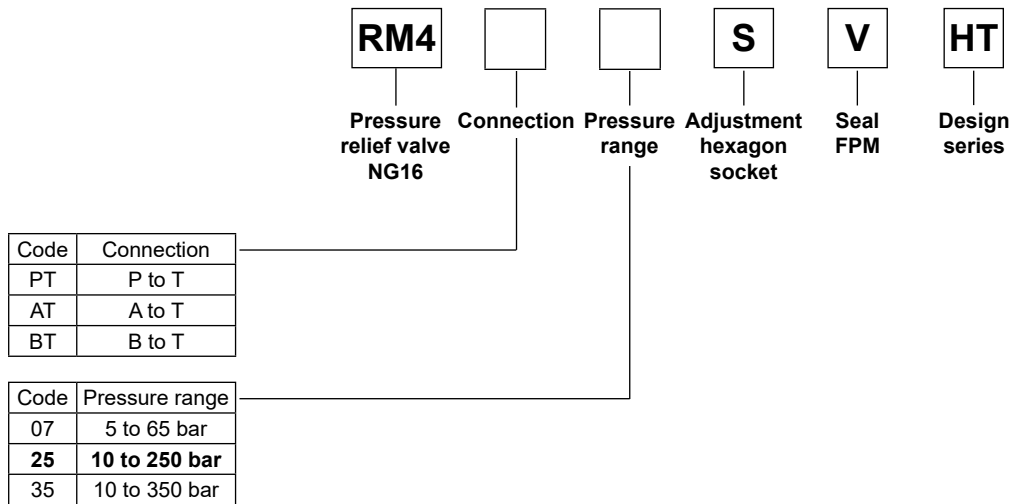 RM4 S V HT
Pressure Connection Pressure Adjustment Seal Design
relief valve range hexagon FPM series
NG16 socket
Code Connection
PT P to T
AT A to T
BT B to T
Code Pressure range
07 5 to 65 bar
25 10 to 250 bar
35 10 to 350 bar